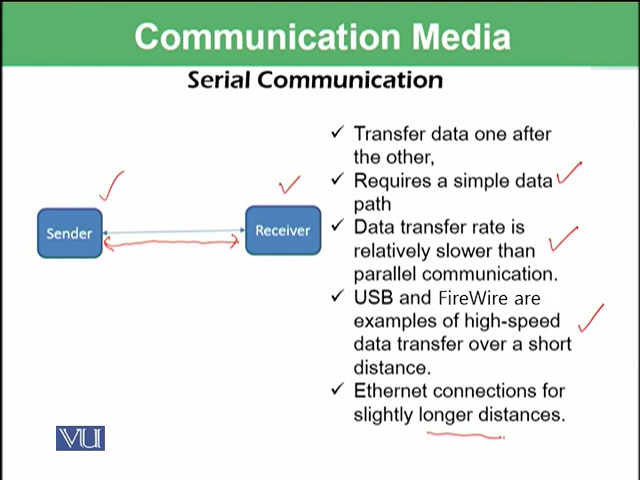 Communication Media
Serial Communication
✓ Transfer data one after
the other,
✓ Requires a simple data
path
✓ Data transfer rate is
relatively slower than
parallel communication.
✓ USB and FireWire are
examples of high-speed
data transfer over a short
distance.
✓ Ethernet connections for
slightly longer distances.
Sender
Receiver
VU